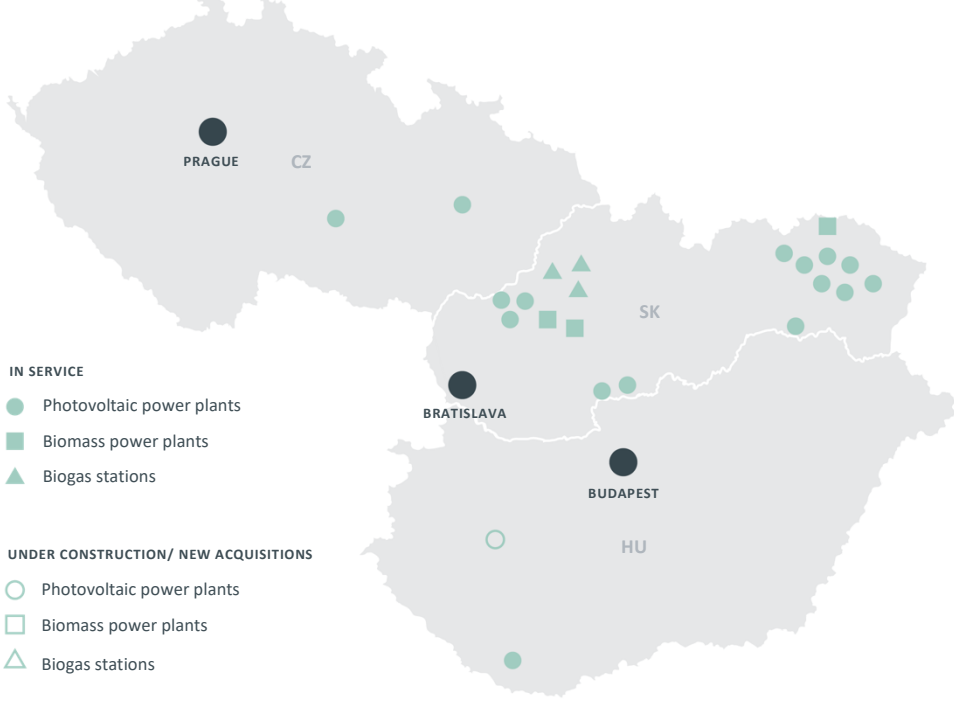 PRAGUE
CZ
SK
IN SERVICE
Photovoltaic power plants
Biomass power plants
Biogas stations
BRATISLAVA
BUDAPEST
HU
UNDER CONSTRUCTION/ NEW ACQUISITIONS
Photovoltaic power plants
Biomass power plants
Biogas stations